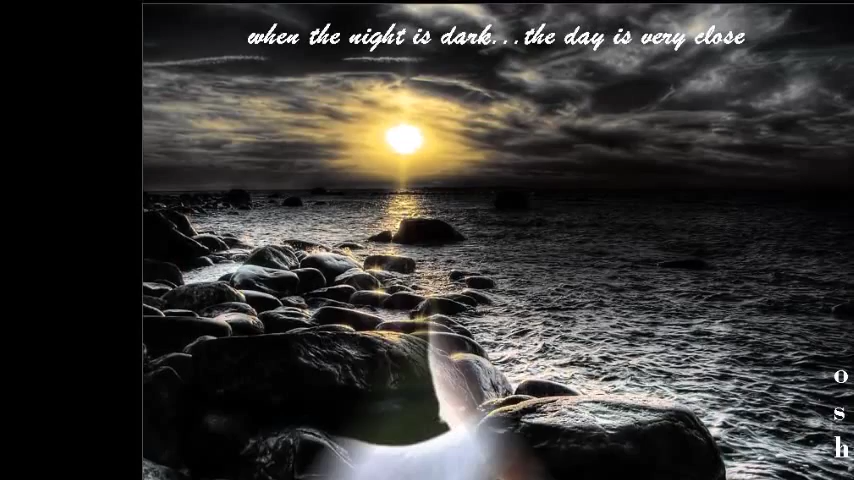 when the night is dark...the day is very close
o
s
h